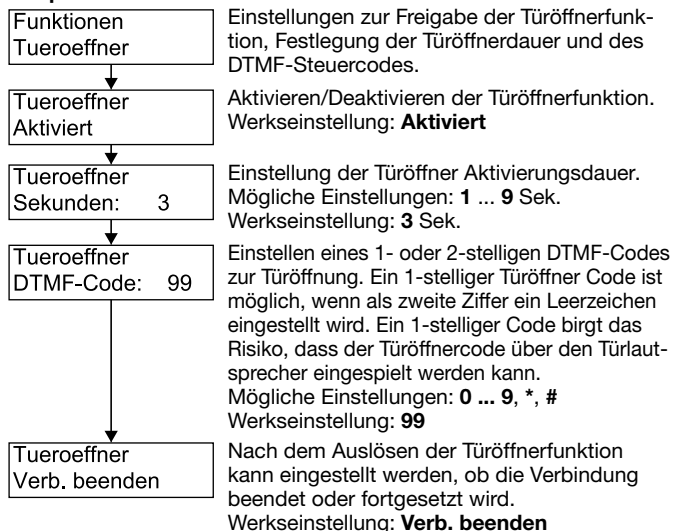 Funktionen
Tueroeffner
Einstellungen zur Freigabe der Türöffnerfunk-
tion, Festlegung der Türöffnerdauer und des
DTMF-Steuercodes.
Tueroeffner
Aktiviert
Aktivieren/Deaktivieren der Türöffnerfunktion.
Werkseinstellung: Aktiviert
Tueroeffner
Sekunden: 3
Einstellung der Türöffner Aktivierungsdauer.
Mögliche Einstellungen: 1 ... 9 Sek.
Werkseinstellung: 3 Sek.
Tueroeffner
DTMF-Code: 99
Einstellen eines 1- oder 2-stelligen DTMF-Codes
zur Türöffnung. Ein 1-stelliger Türöffner Code ist
möglich, wenn als zweite Ziffer ein Leerzeichen
eingestellt wird. Ein 1-stelliger Code birgt das
Risiko, dass der Türöffnercode über den Türlaut-
sprecher eingespielt werden kann.
Mögliche Einstellungen: 0 ... 9, *, #
Werkseinstellung: 99
Tueroeffner
Verb. beenden
Nach dem Auslösen der Türöffnerfunktion
kann eingestellt werden, ob die Verbindung
beendet oder fortgesetzt wird.
Werkseinstellung: Verb. beenden